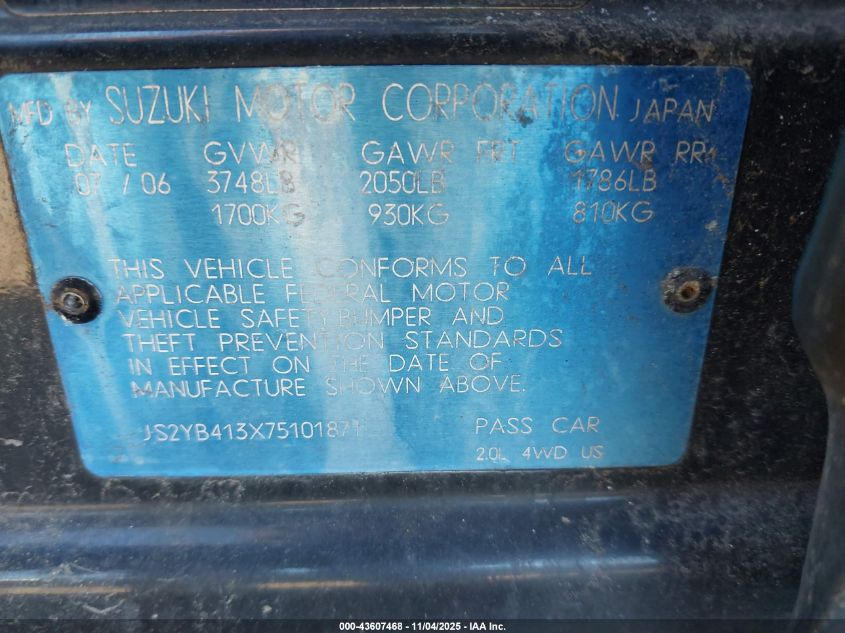 MFD BY SUZUKI MOTOR CORPORATION JAPAN
DATE GVWR GAWR FRT GAWR RR
07 / 06 3748LB 2050LB 1786LB
1700KG 930KG 810KG
THIS VEHICLE CONFORMS TO ALL
APPLICABLE FEDERAL MOTOR
VEHICLE SAFETY BUMPER AND
THEFT PREVENTION STANDARDS
IN EFFECT ON THE DATE OF
MANUFACTURE SHOWN ABOVE.
JS2YB413X75101871 PASS CAR
2.0L 4WD US
000-43607468 - 11/04/2025 - IAA Inc.